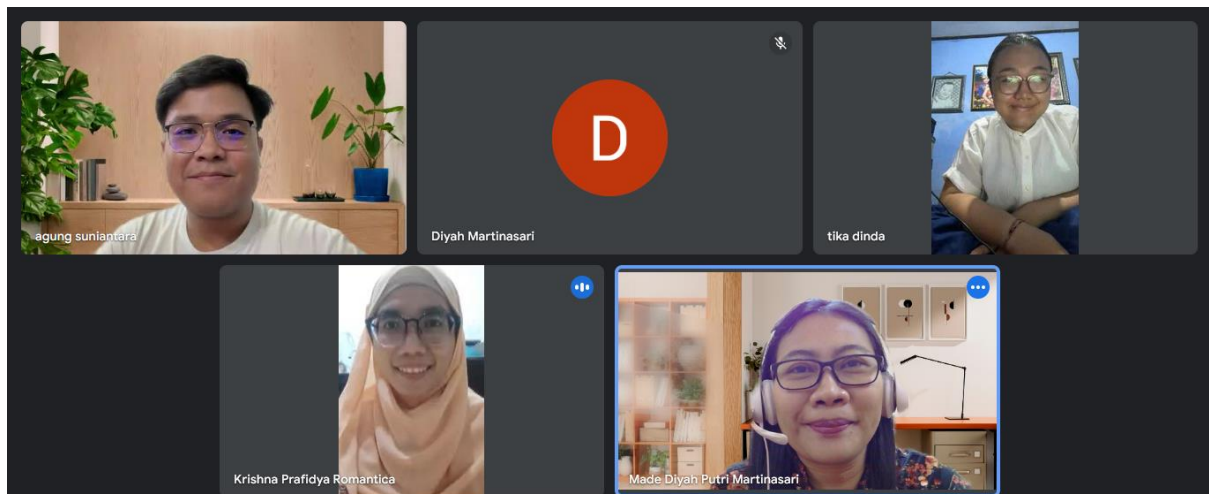 agung suniantara
D
Diyah Martinasari
tika dinda
Krishna Prafidya Romantica
Made Diyah Putri Martinasari